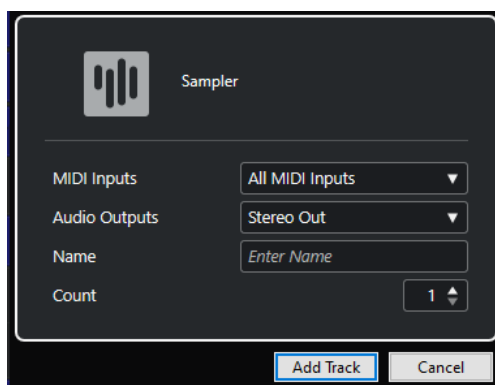 Sampler
MIDI Inputs All MIDI Inputs
Audio Outputs Stereo Out
Name Enter Name
Count 1
Add Track Cancel